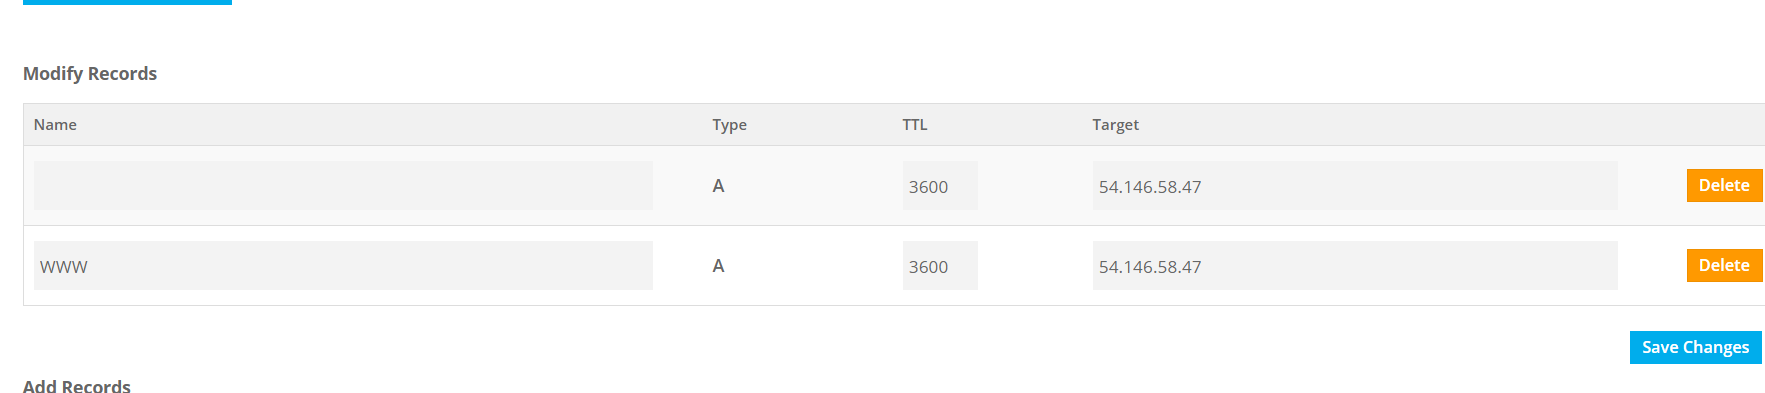 Modify Records
Name Type TTL Target
A 3600 54.146.58.47 Delete
WWW A 3600 54.146.58.47 Delete
Save Changes
Add Records